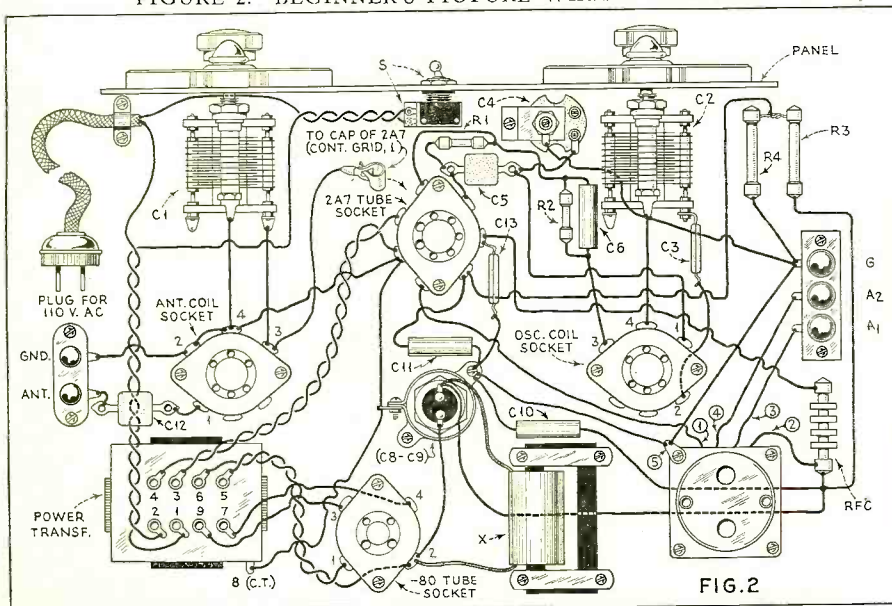 FIGURE 2. BEGINNER'S PICTURE
PANEL
S
C4
C2
R1
R3
R4
TO CAP OF 2A7
(CONT. GRID, 1)
C1
C5
2A7 TUBE
SOCKET
R2
C13
C6
C3
PLUG FOR
110 V. AC
ANT. COIL
SOCKET
4
2
3
1
G
A2
A1
GND.
ANT.
C12
OSC. COIL
SOCKET
4
3
1
2
C11
C10
(C8-C9)
1
4
3
2
5
RFC
4 3 6 5
2 1 9 7
POWER
TRANSF.
8 (C.T.)
3
4
1
2
-80 TUBE
SOCKET
X
FIG. 2